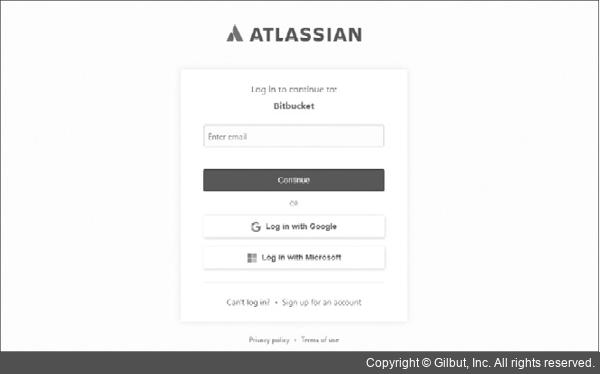 ATLASSIAN
Log in to continue to:
Bitbucket
Enter email
Continue
OR
Log in with Google
Log in with Microsoft
Can't log in? • Sign up for an account
Privacy policy • Terms of use
Copyright © Gilbut, Inc. All rights reserved.